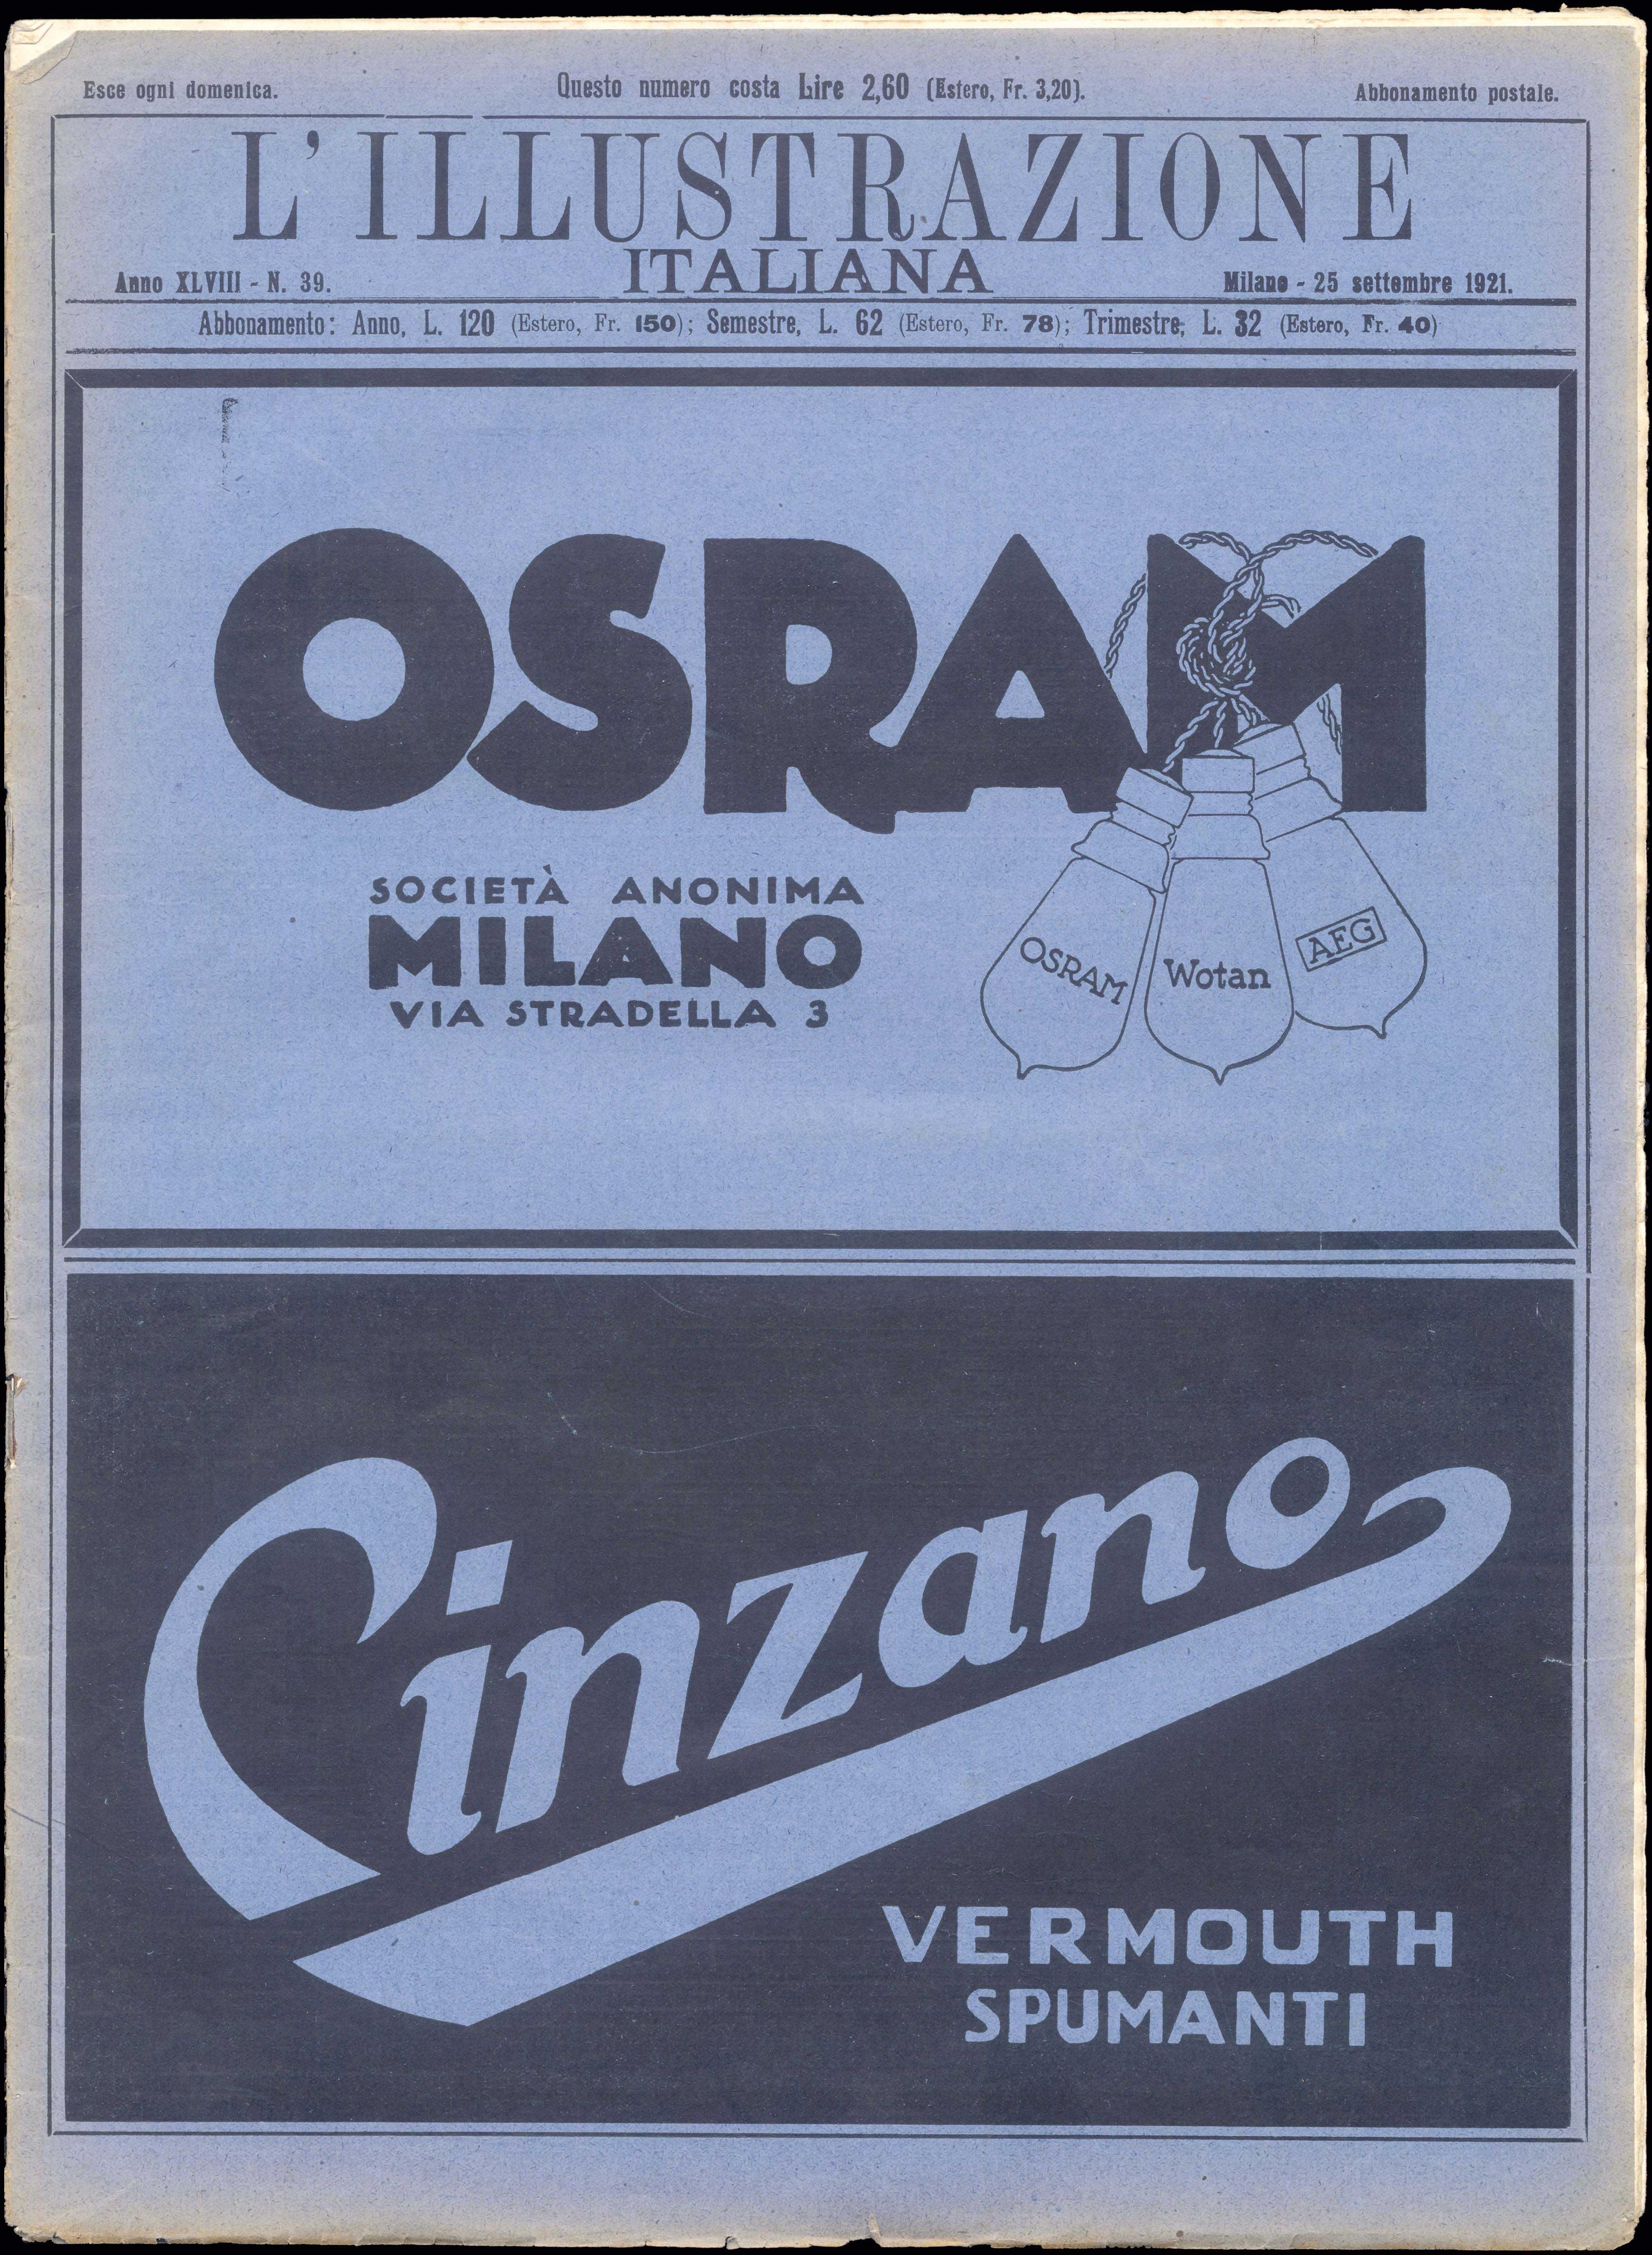 Esce ogni domenica. Questo numero costa Lire 2,60 (Estero, Fr. 3,20). Abbonamento postale.
L'ILLUSTRAZIONE
ITALIANA
Anno XLVIII - N. 39. Milano - 25 settembre 1921.
Abbonamento: Anno, L. 120 (Estero, Fr. 150); Semestre, L. 62 (Estero, Fr. 78); Trimestre, L. 32 (Estero, Fr. 40)
OSRAM
SOCIETÀ ANONIMA
MILANO
VIA STRADELLA 3
OSRAM
Wotan
AEG
Cinzano
VERMOUTH
SPUMANTI